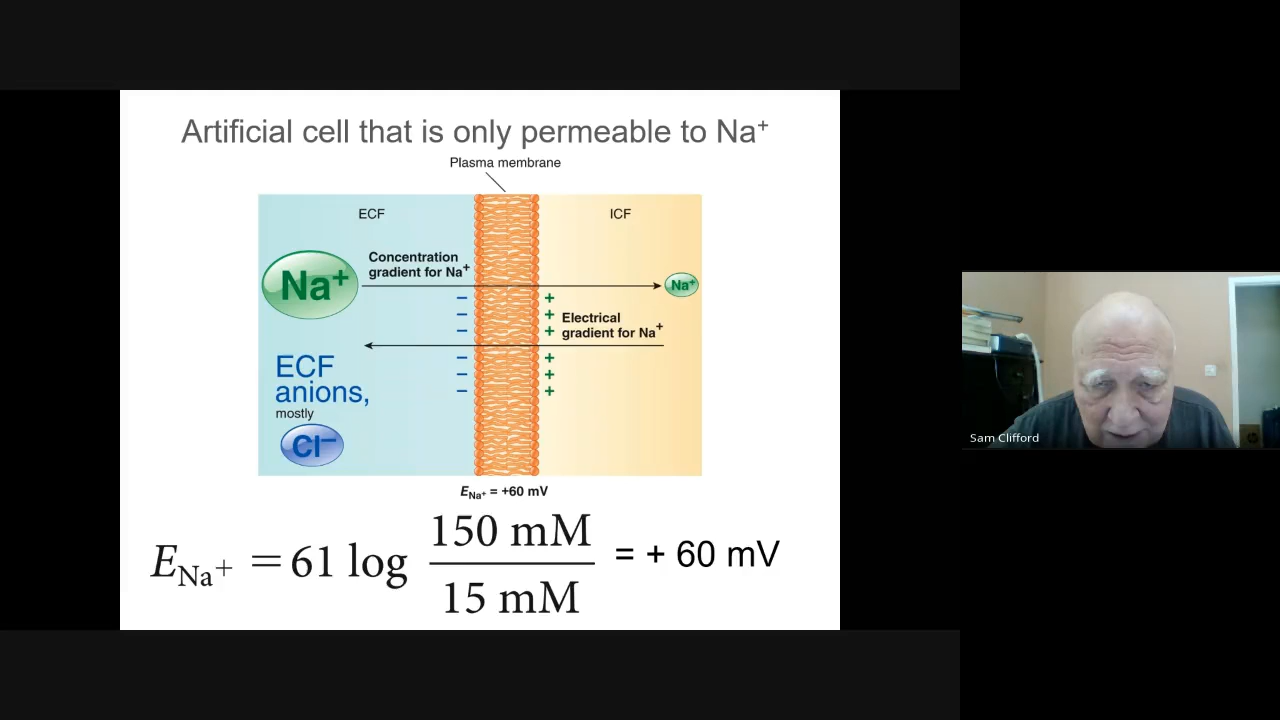 Artificial cell that is only permeable to Na⁺
Plasma membrane
ECF
ICF
Concentration
gradient for Na⁺
Na⁺
Na⁺
− +
− +
− +
Electrical
gradient for Na⁺
− +
− +
− +
ECF
anions,
mostly
Cl⁻
E_Na⁺ = +60 mV
E_Na⁺ = 61 log 150 mM / 15 mM = + 60 mV
Sam Clifford